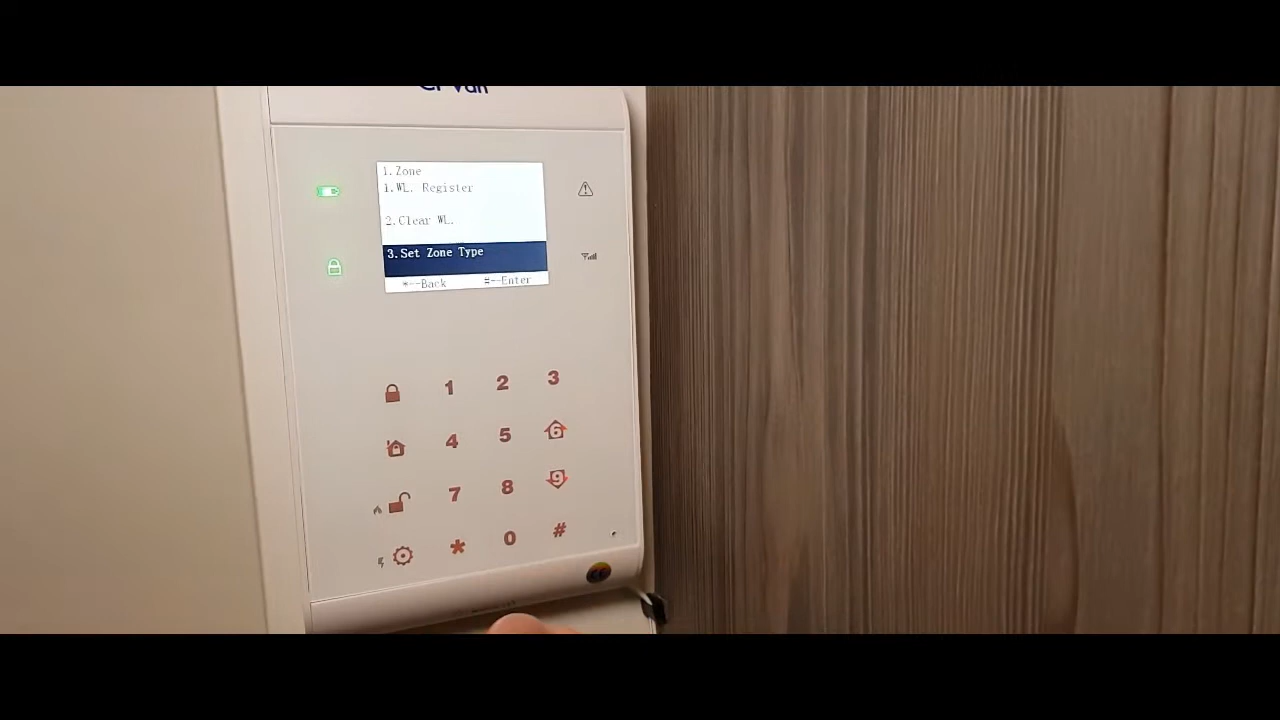 1.Zone
1.WL. Register
2.Clear WL.
3.Set Zone Type
*--Back #--Enter
1 2 3
4 5 6
7 8 9
* 0 #
CE